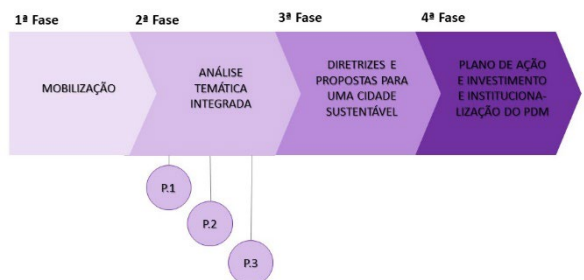 1ª Fase
2ª Fase
3ª Fase
4ª Fase
MOBILIZAÇÃO
ANÁLISE
TEMÁTICA
INTEGRADA
DIRETRIZES E
PROPOSTAS PARA
UMA CIDADE
SUSTENTÁVEL
PLANO DE AÇÃO
E INVESTIMENTO
E INSTITUCIONA-
LIZAÇÃO DO PDM
P.1
P.2
P.3